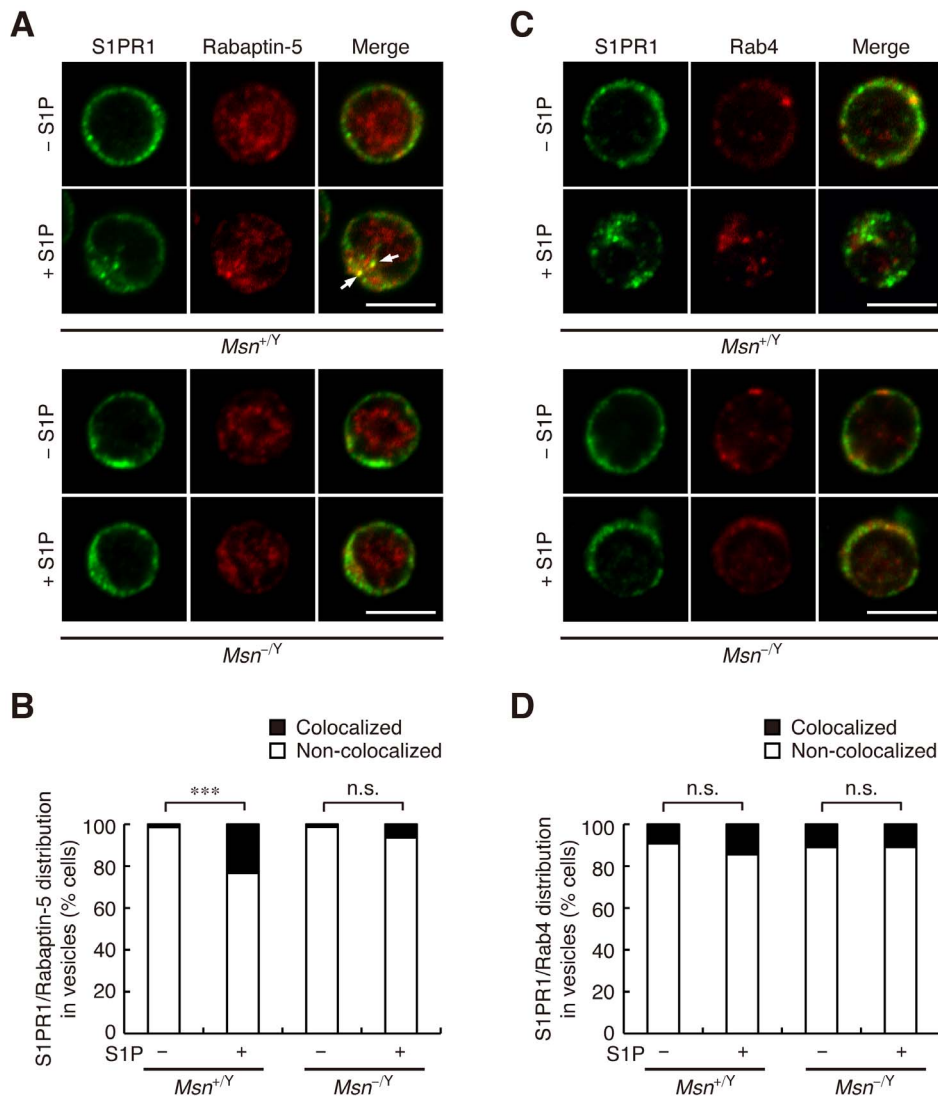 A
S1PR1 Rabaptin-5 Merge
– S1P
+ S1P
Msn+/Y
– S1P
+ S1P
Msn–/Y
C
S1PR1 Rab4 Merge
– S1P
+ S1P
Msn+/Y
– S1P
+ S1P
Msn–/Y
B
Colocalized
Non-colocalized
S1PR1/Rabaptin-5 distribution
in vesicles (% cells)
*** n.s.
100
80
60
40
20
0
S1P – + – +
Msn+/Y Msn–/Y
D
Colocalized
Non-colocalized
S1PR1/Rab4 distribution
in vesicles (% cells)
n.s. n.s.
100
80
60
40
20
0
S1P – + – +
Msn+/Y Msn–/Y